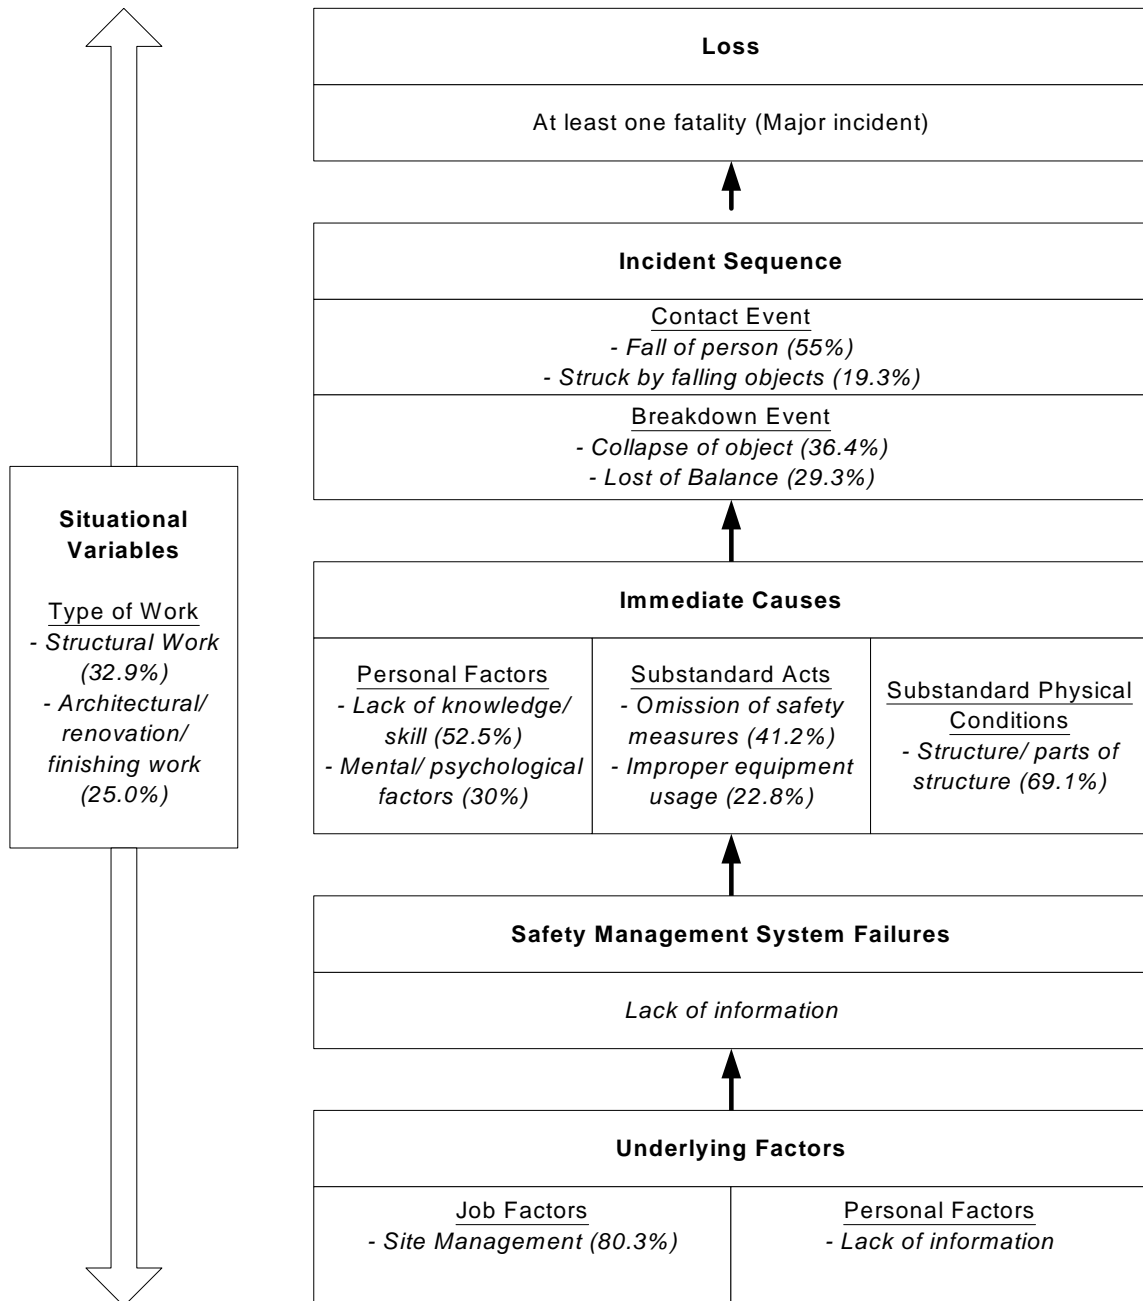 Loss
At least one fatality (Major incident)
Incident Sequence
Contact Event
- Fall of person (55%)
- Struck by falling objects (19.3%)
Breakdown Event
- Collapse of object (36.4%)
- Lost of Balance (29.3%)
Situational
Variables
Type of Work
- Structural Work
(32.9%)
- Architectural/
renovation/
finishing work
(25.0%)
Immediate Causes
Personal Factors
- Lack of knowledge/
skill (52.5%)
- Mental/ psychological
factors (30%)
Substandard Acts
- Omission of safety
measures (41.2%)
- Improper equipment
usage (22.8%)
Substandard Physical
Conditions
- Structure/ parts of
structure (69.1%)
Safety Management System Failures
Lack of information
Underlying Factors
Job Factors
- Site Management (80.3%)
Personal Factors
- Lack of information